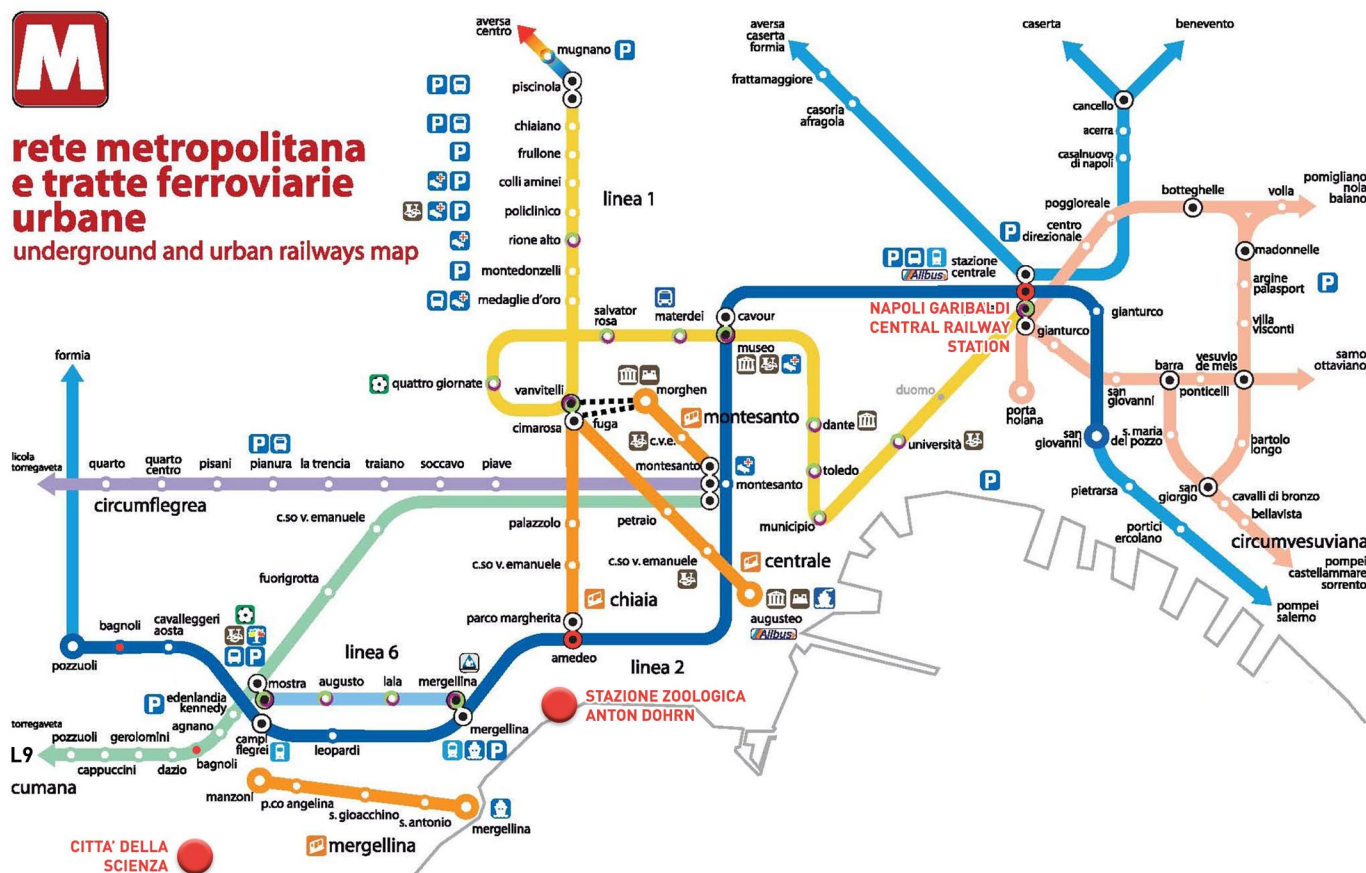 M
rete metropolitana
e tratte ferroviarie
urbane
underground and urban railways map
aversa
centro
mugnano
P
piscinola
P
chiaiano
P
frullone
P
colli aminei
P
policlinico
P
rione alto
montedonzelli
P
medaglie d'oro
linea 1
salvator
rosa
materdei
cavour
museo
quattro giornate
vanvitelli
cimarosa
fuga
morghen
montesanto
c.v.e.
montesanto
montesanto
dante
toledo
municipio
università
duomo
aversa
caserta
formia
frattamaggiore
casoria
afragola
caserta
benevento
cancello
acerra
casalnuovo
di napoli
pomigliano
nola
baiano
botteghelle
volla
poggioreale
centro
direzionale
P
P
Alibus
stazione
centrale
NAPOLI GARIBALDI
CENTRAL RAILWAY
STATION
gianturco
gianturco
madonnelle
argine
palasport
P
villa
visconti
barra
vesuvio
de meis
ponticelli
sarno
ottaviano
san
giovanni
porta
nolana
san
giovanni
s. maria
del pozzo
bartolo
longo
san
giorgio
cavalli di bronzo
bellavista
circumvesuviana
pompei
castellammare
sorrento
pietrarsa
portici
ercolano
pompei
salerno
P
formia
licola
torregaveta
quarto
quarto
centro
pisani
P
pianura
la trencia
traiano
soccavo
piave
circumflegrea
c.so v. emanuele
fuorigrotta
palazzolo
petraio
c.so v. emanuele
c.so v. emanuele
centrale
chiaia
augusteo
Alibus
parco margherita
amedeo
linea 2
pozzuoli
bagnoli
cavalleggeri
aosta
P
linea 6
mostra
augusto
lala
mergellina
P
edenlandia
kennedy
agnano
campi
flegrei
leopardi
mergellina
P
STAZIONE ZOOLOGICA
ANTON DOHRN
torregaveta
L9
cumana
pozzuoli
cappuccini
gerolomini
dazio
bagnoli
manzoni
p.co angelina
s. gioacchino
s. antonio
mergellina
mergellina
CITTA' DELLA
SCIENZA